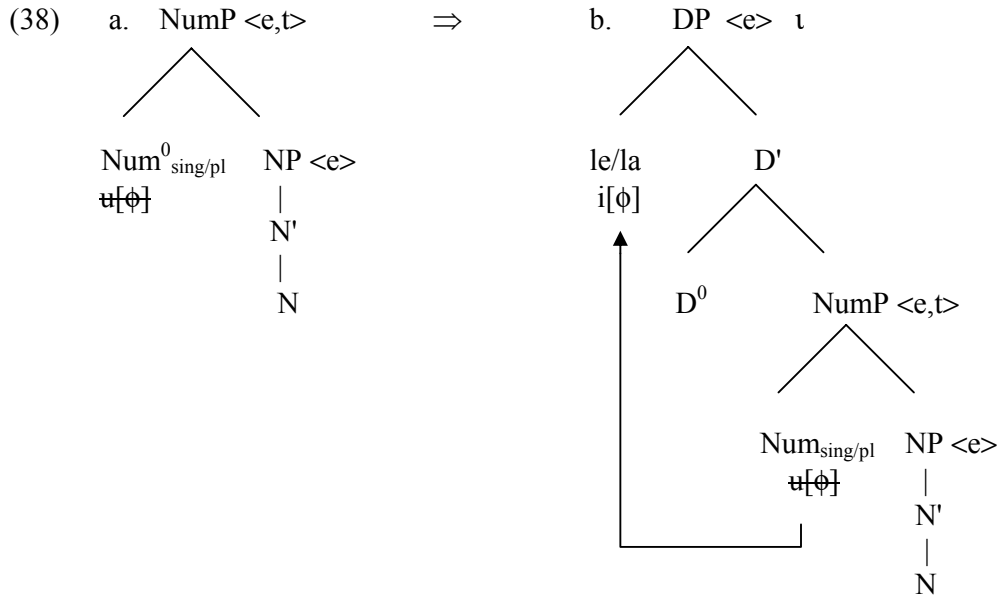 (38) a. NumP <e,t> ⇒ b. DP <e> ι
Num⁰sing/pl NP <e> le/la D'
u[ϕ] | i[ϕ]
N'
|
N D⁰ NumP <e,t>
Numsing/pl NP <e>
u[ϕ] |
N'
|
N